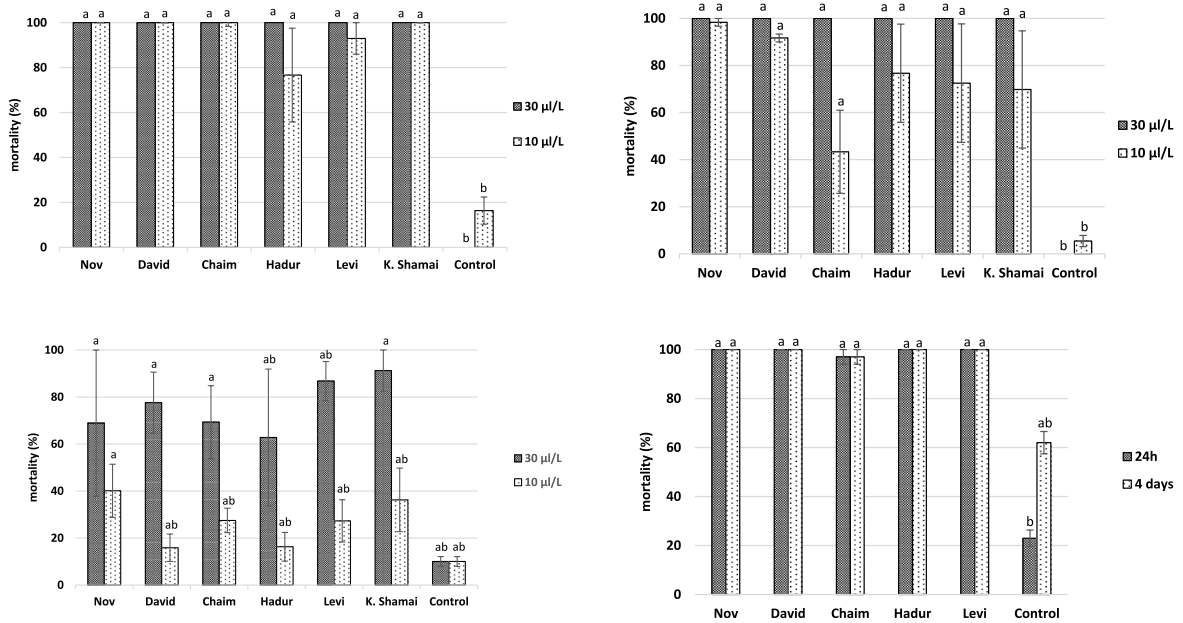 a a a a a a a a a a a a
100
80
60
40
20
0
mortality (%)
b
b
Nov David Chaim Hadur Levi K. Shamai Control
30 µl/L
10 µl/L
a a a a a a a a a a a
a
100
80
60
40
20
0
mortality (%)
b
b
Nov David Chaim Hadur Levi K. Shamai Control
30 µl/L
10 µl/L
a a a ab ab a
100
80
60
40
20
0
mortality (%)
a ab ab ab ab ab
ab ab
Nov David Chaim Hadur Levi K. Shamai Control
30 µl/L
10 µl/L
a a a a a a a a a a
100
80
60
40
20
0
mortality (%)
ab
b
Nov David Chaim Hadur Levi Control
24h
4 days